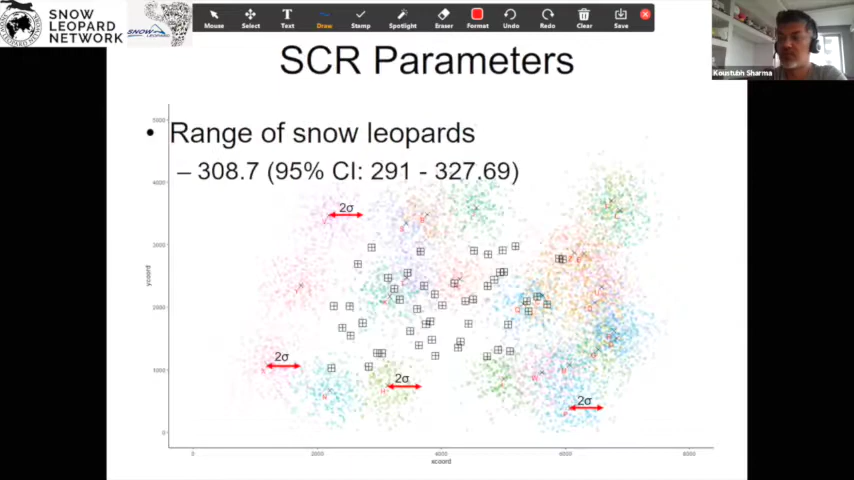 SNOW
LEOPARD
NETWORK
SNOW
LEOPARD
Mouse
Select
Text
Draw
Stamp
Spotlight
Eraser
Format
Undo
Redo
Clear
Save
Koustubh Sharma
SCR Parameters
• Range of snow leopards
– 308.7 (95% CI: 291 - 327.69)
2σ
2σ
2σ
2σ
5000
4000
3000
2000
1000
0
ycoord
0
2000
4000
6000
8000
xcoord